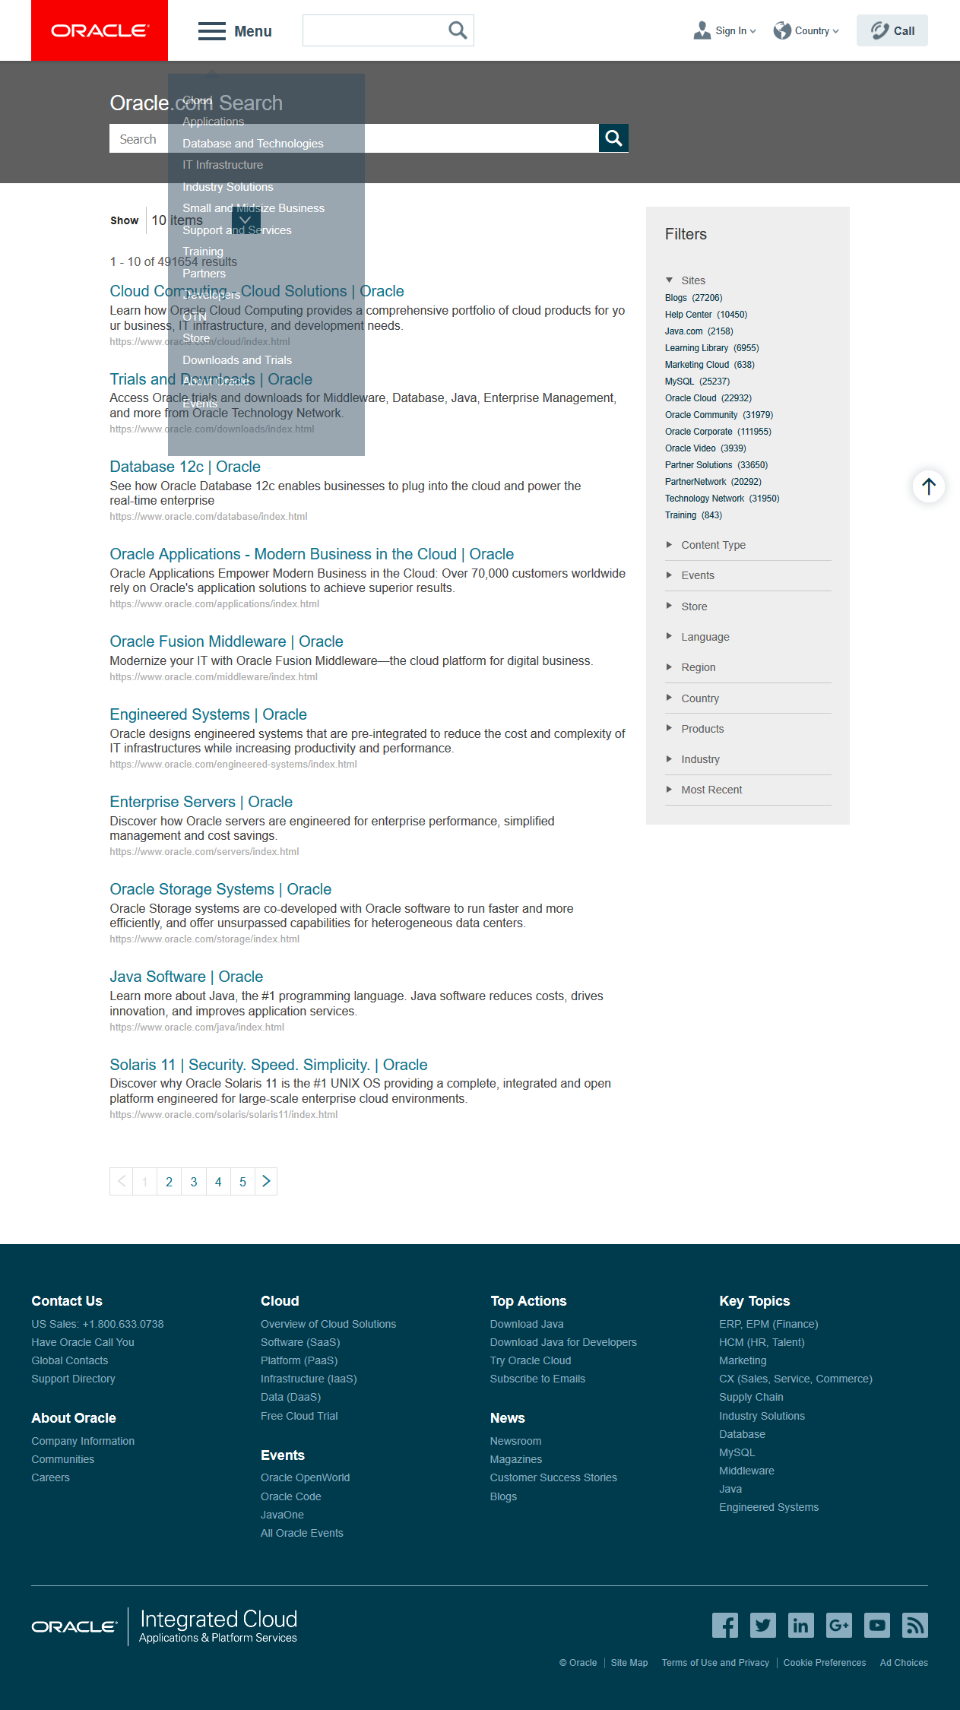 ORACLE
Menu
Sign In
Country
Call
Oracle.com Search
Search
Cloud
Applications
Database and Technologies
IT Infrastructure
Industry Solutions
Small and Midsize Business
Support and Services
Training
Partners
Developers
OTN
Store
Downloads and Trials
About Oracle
Events
Show 10 items
1 - 10 of 491654 results
Cloud Computing - Cloud Solutions | Oracle
Learn how Oracle Cloud Computing provides a comprehensive portfolio of cloud products for yo
ur business, IT infrastructure, and development needs.
https://www.oracle.com/cloud/index.html
Trials and Downloads | Oracle
Access Oracle trials and downloads for Middleware, Database, Java, Enterprise Management,
and more from Oracle Technology Network.
https://www.oracle.com/downloads/index.html
Database 12c | Oracle
See how Oracle Database 12c enables businesses to plug into the cloud and power the
real-time enterprise
https://www.oracle.com/database/index.html
Oracle Applications - Modern Business in the Cloud | Oracle
Oracle Applications Empower Modern Business in the Cloud: Over 70,000 customers worldwide
rely on Oracle's application solutions to achieve superior results.
https://www.oracle.com/applications/index.html
Oracle Fusion Middleware | Oracle
Modernize your IT with Oracle Fusion Middleware—the cloud platform for digital business.
https://www.oracle.com/middleware/index.html
Engineered Systems | Oracle
Oracle designs engineered systems that are pre-integrated to reduce the cost and complexity of
IT infrastructures while increasing productivity and performance.
https://www.oracle.com/engineered-systems/index.html
Enterprise Servers | Oracle
Discover how Oracle servers are engineered for enterprise performance, simplified
management and cost savings.
https://www.oracle.com/servers/index.html
Oracle Storage Systems | Oracle
Oracle Storage systems are co-developed with Oracle software to run faster and more
efficiently, and offer unsurpassed capabilities for heterogeneous data centers.
https://www.oracle.com/storage/index.html
Java Software | Oracle
Learn more about Java, the #1 programming language. Java software reduces costs, drives
innovation, and improves application services.
https://www.oracle.com/java/index.html
Solaris 11 | Security. Speed. Simplicity. | Oracle
Discover why Oracle Solaris 11 is the #1 UNIX OS providing a complete, integrated and open
platform engineered for large-scale enterprise cloud environments.
https://www.oracle.com/solaris/solaris11/index.html
1 2 3 4 5
Filters
Sites
Blogs (27206)
Help Center (10450)
Java.com (2158)
Learning Library (6955)
Marketing Cloud (638)
MySQL (25237)
Oracle Cloud (22932)
Oracle Community (31979)
Oracle Corporate (111955)
Oracle Video (3939)
Partner Solutions (33650)
PartnerNetwork (20292)
Technology Network (31950)
Training (843)
Content Type
Events
Store
Language
Region
Country
Products
Industry
Most Recent
Contact Us
US Sales: +1.800.633.0738
Have Oracle Call You
Global Contacts
Support Directory
About Oracle
Company Information
Communities
Careers
Cloud
Overview of Cloud Solutions
Software (SaaS)
Platform (PaaS)
Infrastructure (IaaS)
Data (DaaS)
Free Cloud Trial
Events
Oracle OpenWorld
Oracle Code
JavaOne
All Oracle Events
Top Actions
Download Java
Download Java for Developers
Try Oracle Cloud
Subscribe to Emails
News
Newsroom
Magazines
Customer Success Stories
Blogs
Key Topics
ERP, EPM (Finance)
HCM (HR, Talent)
Marketing
CX (Sales, Service, Commerce)
Supply Chain
Industry Solutions
Database
MySQL
Middleware
Java
Engineered Systems
ORACLE
Integrated Cloud
Applications & Platform Services
© Oracle | Site Map Terms of Use and Privacy | Cookie Preferences Ad Choices